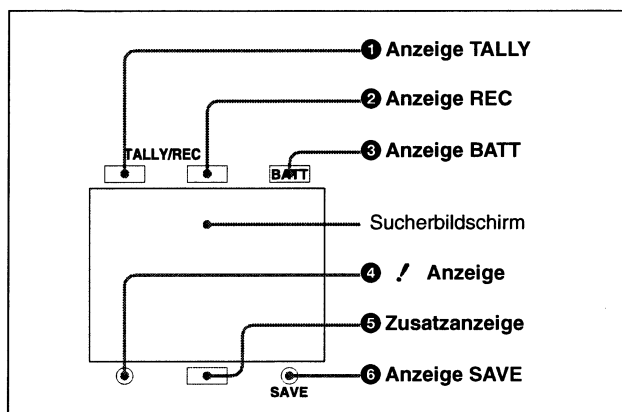 ❶ Anzeige TALLY
❷ Anzeige REC
TALLY/REC
❸ Anzeige BATT
BATT
Sucherbildschirm
❹ ! Anzeige
❺ Zusatzanzeige
❻ Anzeige SAVE
SAVE